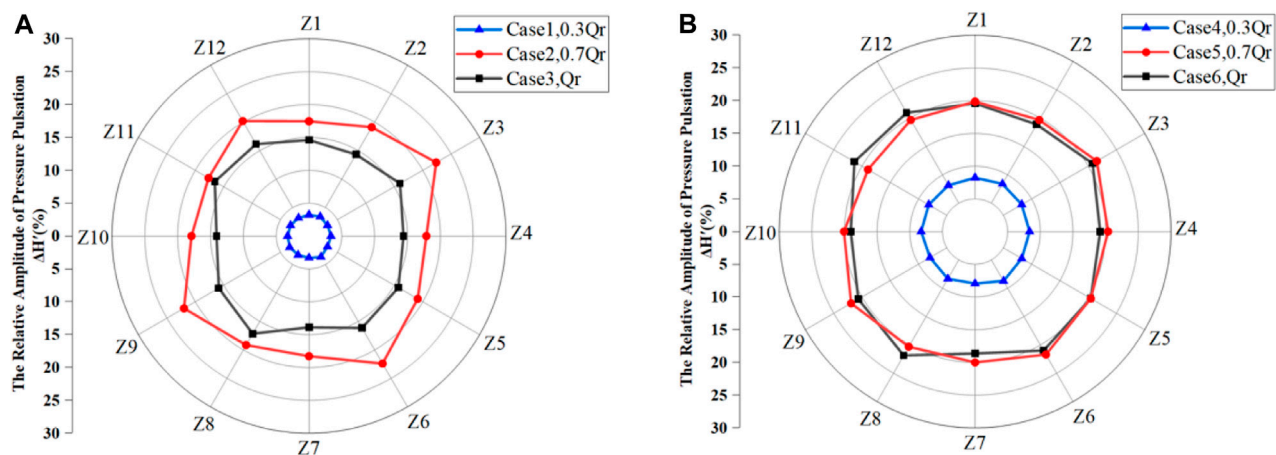 A
The Relative Amplitude of Pressure Pulsation
ΔH'(%)
30
25
20
15
10
5
0
5
10
15
20
25
30
Z1
Z2
Z3
Z4
Z5
Z6
Z7
Z8
Z9
Z10
Z11
Z12
Case1,0.3Qr
Case2,0.7Qr
Case3,Qr
B
The Relative Amplitude of Pressure Pulsation
ΔH'(%)
30
25
20
15
10
5
0
5
10
15
20
25
30
Z1
Z2
Z3
Z4
Z5
Z6
Z7
Z8
Z9
Z10
Z11
Z12
Case4,0.3Qr
Case5,0.7Qr
Case6,Qr